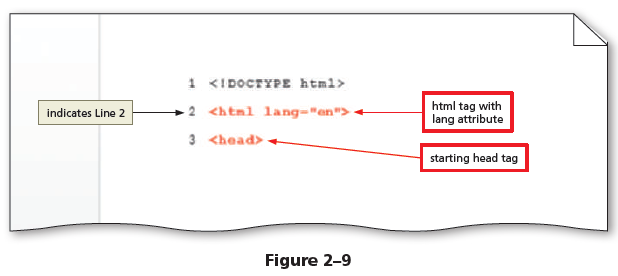 1 <!DOCTYPE html>
indicates Line 2
2 <html lang="en">
html tag with
lang attribute
3 <head>
starting head tag
Figure 2–9